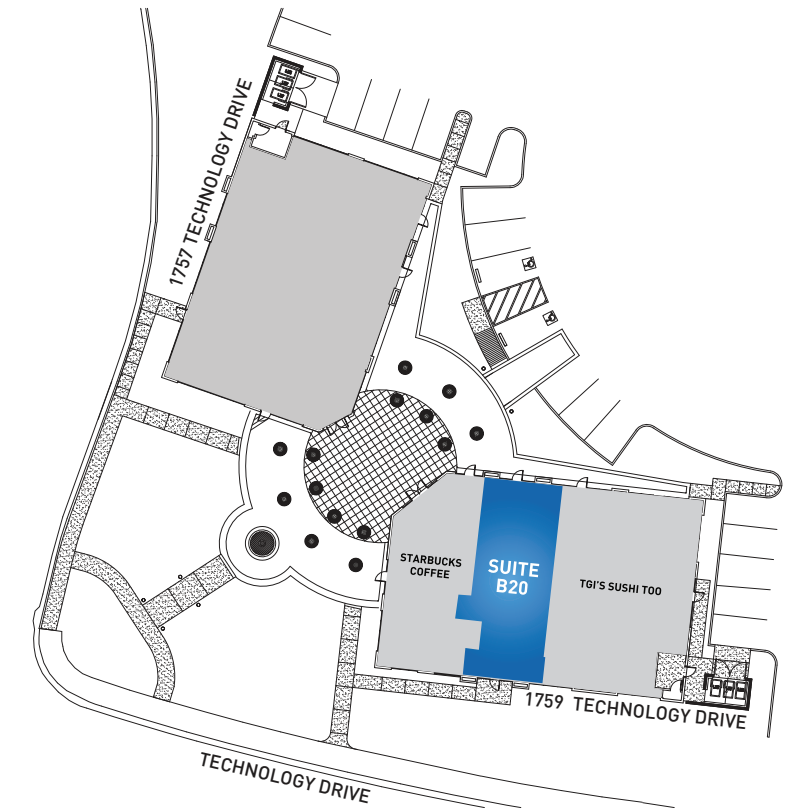 1757 TECHNOLOGY DRIVE
STARBUCKS
COFFEE
SUITE
B20
TGI'S SUSHI TOO
1759 TECHNOLOGY DRIVE
TECHNOLOGY DRIVE